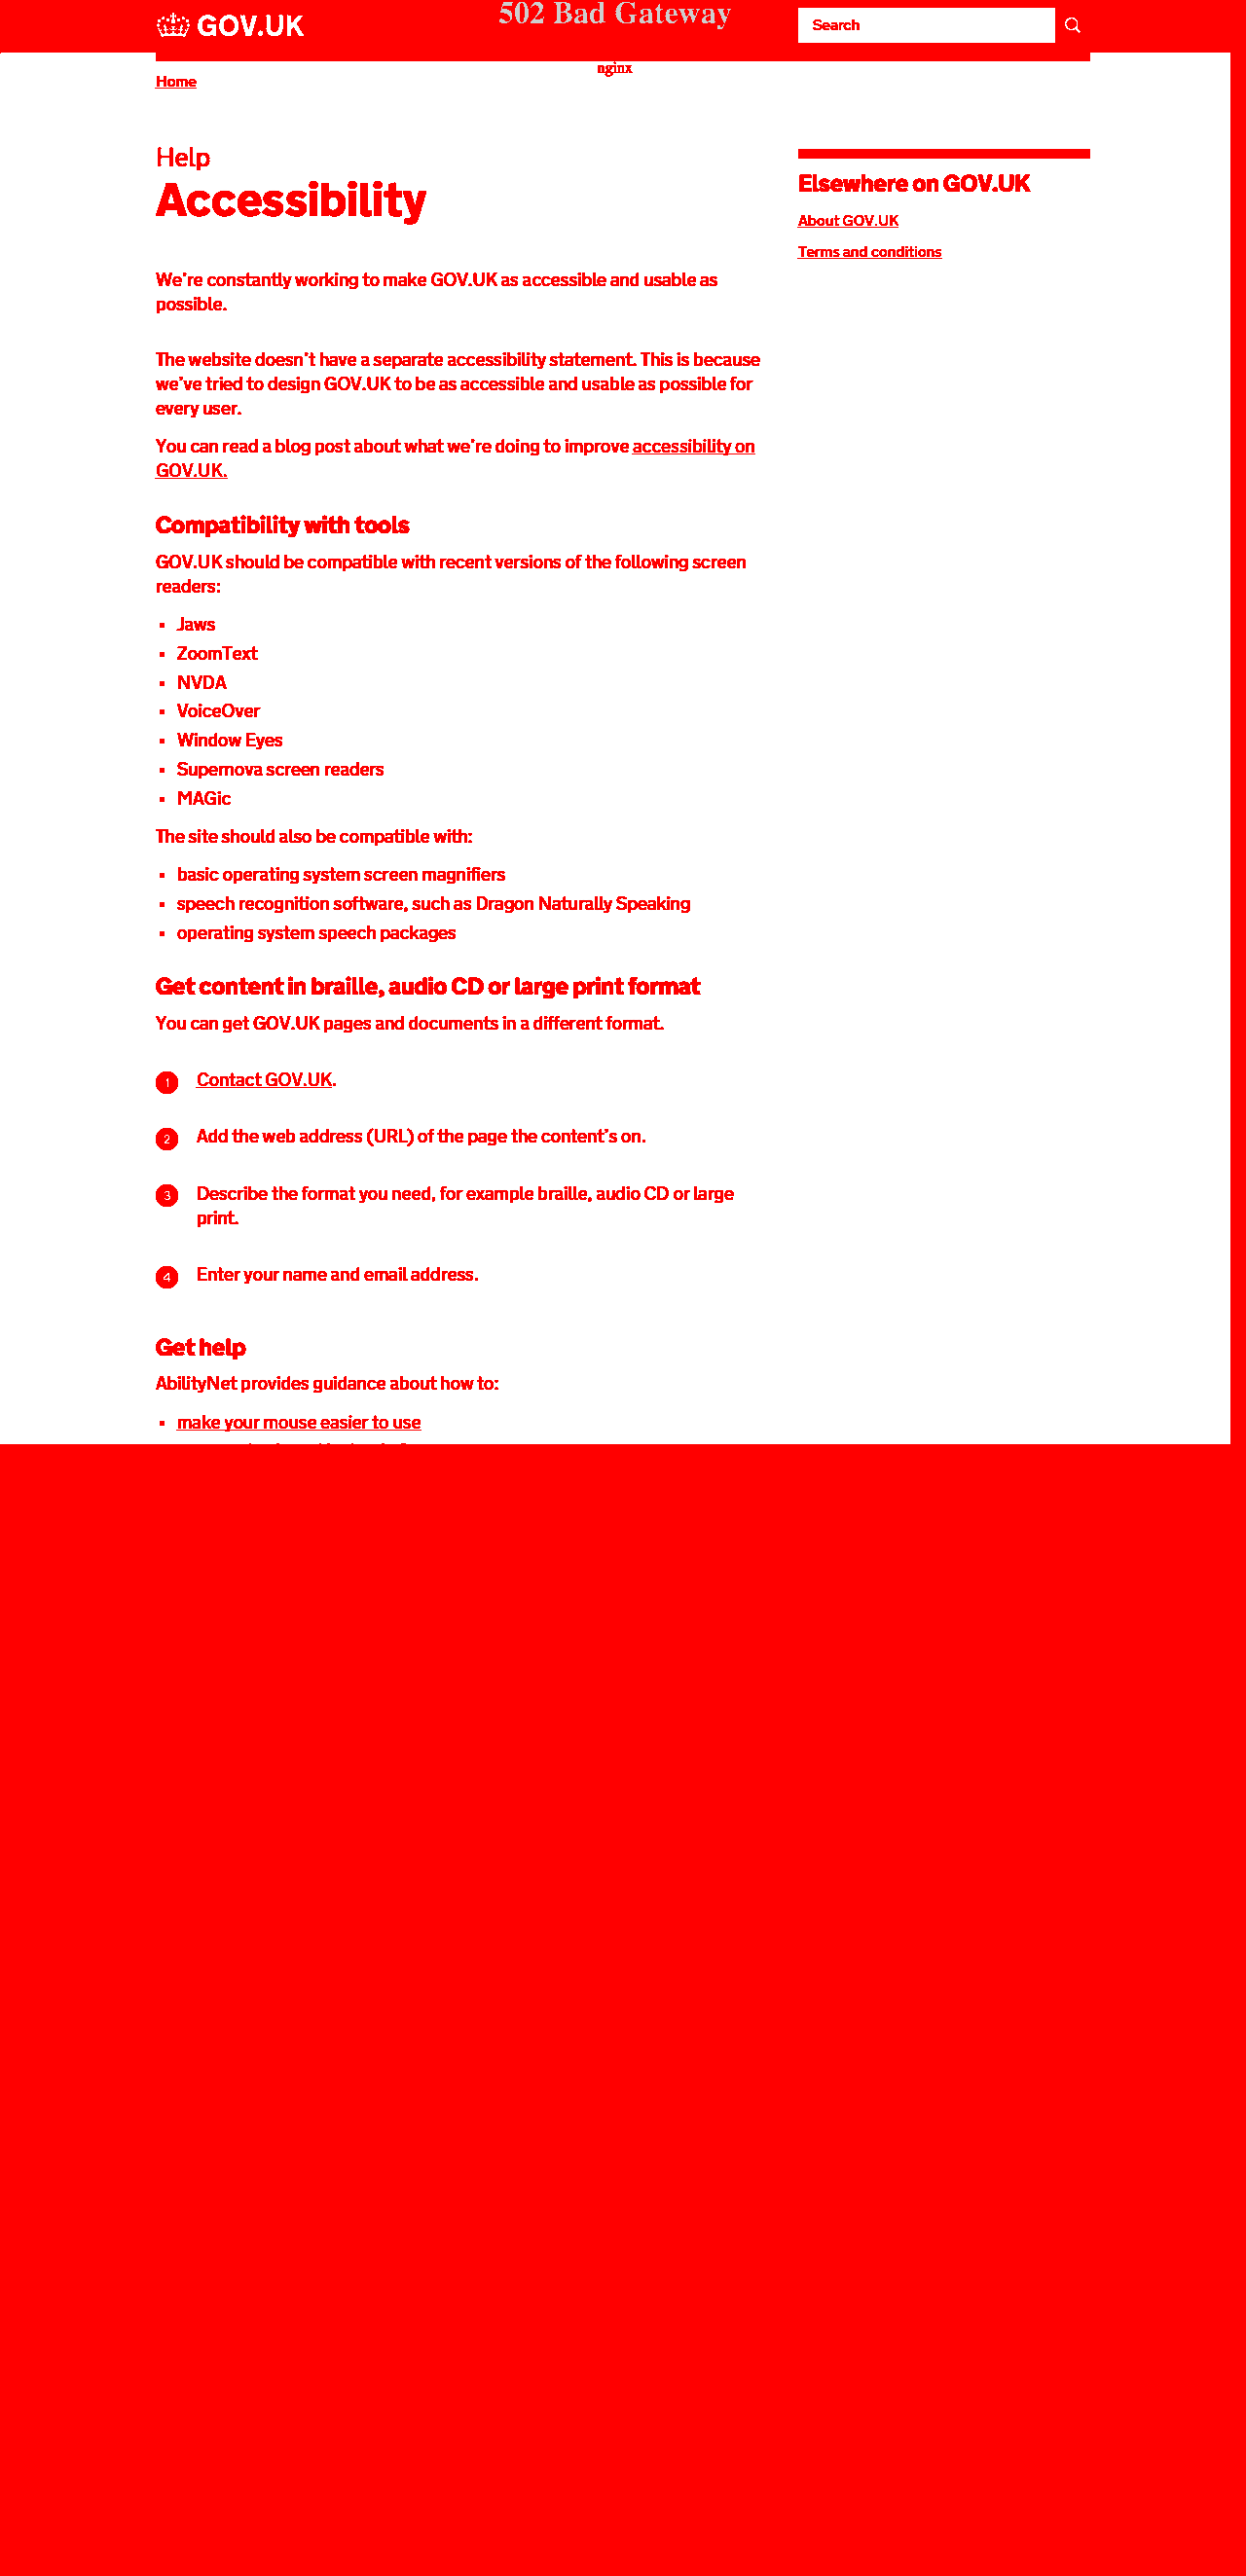 GOV.UK
502 Bad Gateway
Search
nginx
Home
Help
Accessibility
Elsewhere on GOV.UK
About GOV.UK
Terms and conditions
We're constantly working to make GOV.UK as accessible and usable as
possible.
The website doesn't have a separate accessibility statement. This is because
we've tried to design GOV.UK to be as accessible and usable as possible for
every user.
You can read a blog post about what we're doing to improve accessibility on
GOV.UK.
Compatibility with tools
GOV.UK should be compatible with recent versions of the following screen
readers:
▪ Jaws
▪ ZoomText
▪ NVDA
▪ VoiceOver
▪ Window Eyes
▪ Supernova screen readers
▪ MAGic
The site should also be compatible with:
▪ basic operating system screen magnifiers
▪ speech recognition software, such as Dragon Naturally Speaking
▪ operating system speech packages
Get content in braille, audio CD or large print format
You can get GOV.UK pages and documents in a different format.
1 Contact GOV.UK.
2 Add the web address (URL) of the page the content's on.
3 Describe the format you need, for example braille, audio CD or large
print.
4 Enter your name and email address.
Get help
AbilityNet provides guidance about how to:
▪ make your mouse easier to use